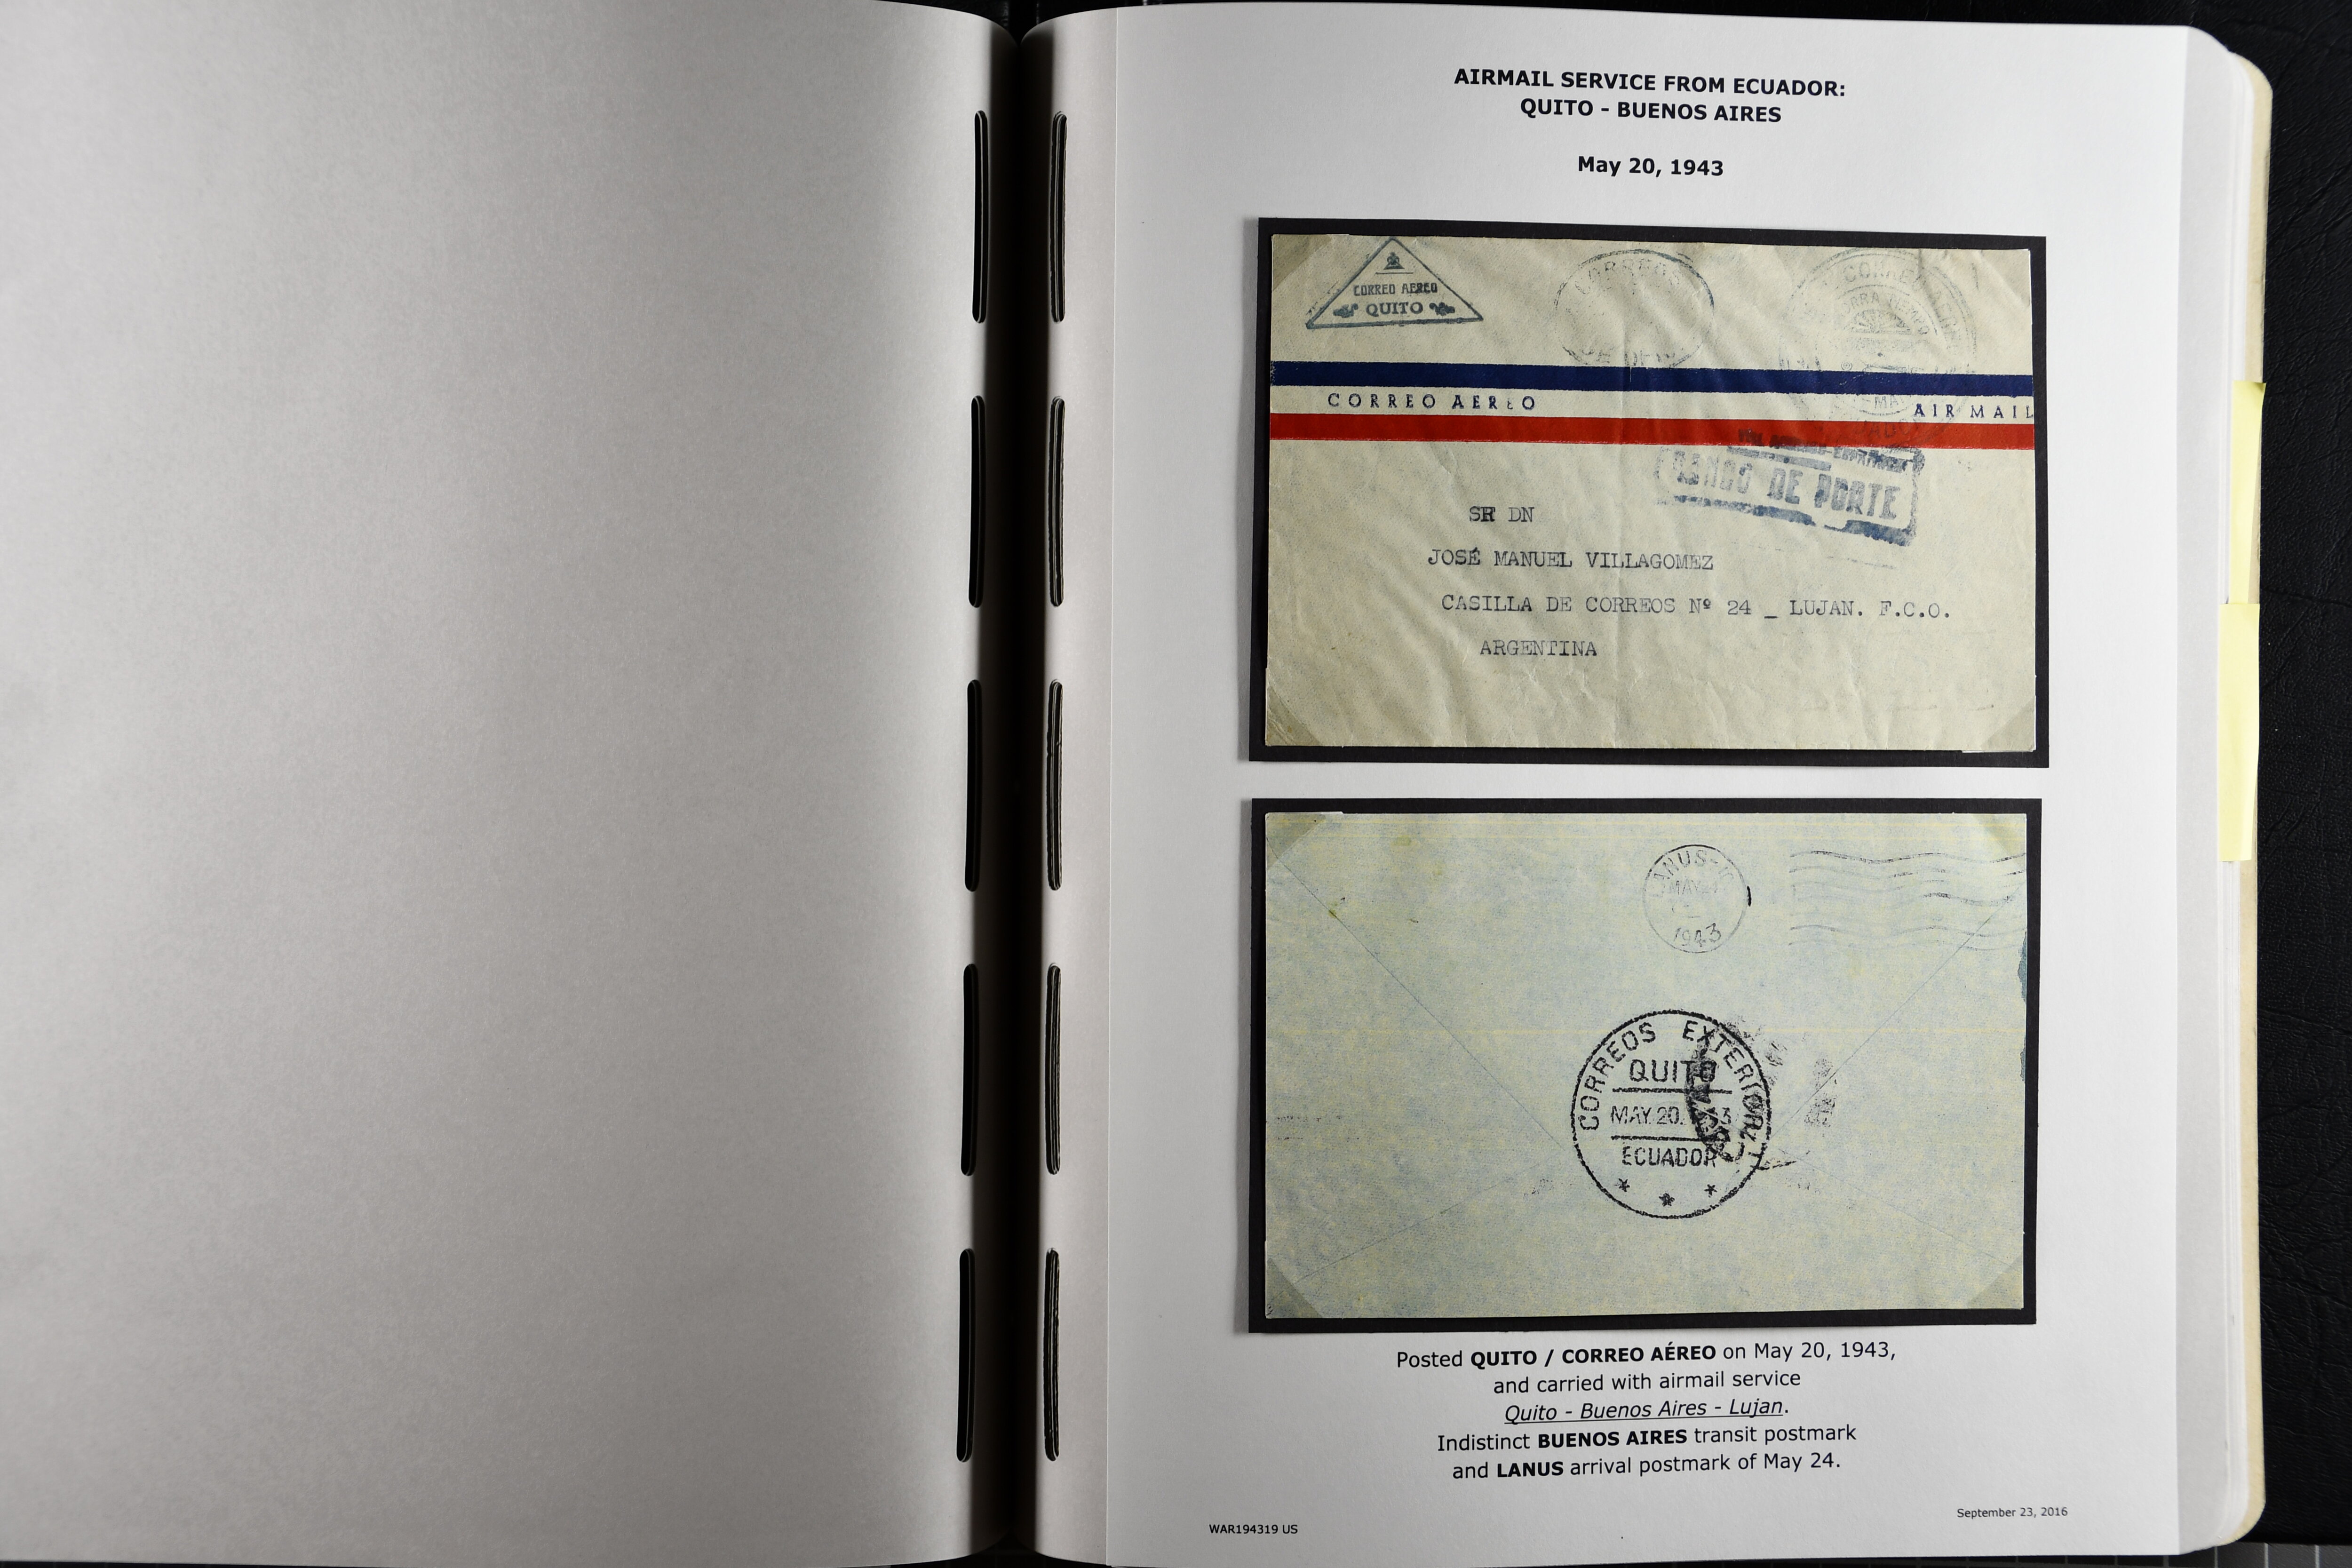 AIRMAIL SERVICE FROM ECUADOR:
QUITO - BUENOS AIRES
May 20, 1943
CORREO AEREO
QUITO
CORREOS
CORREO AEREO
AIR MAIL
DE PORTE
SR DN
JOSÉ MANUEL VILLAGOMEZ
CASILLA DE CORREOS Nº 24 _ LUJAN. F.C.O.
ARGENTINA
MAY
1943
CORREOS EXTERIOR
QUITO
MAY. 20.
ECUADOR
Posted QUITO / CORREO AÉREO on May 20, 1943,
and carried with airmail service
Quito - Buenos Aires - Lujan.
Indistinct BUENOS AIRES transit postmark
and LANUS arrival postmark of May 24.
September 23, 2016
WAR194319 US